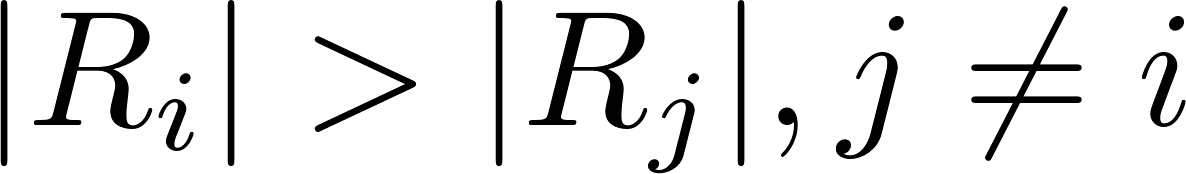 |R_i| > |R_j|, j ≠ i